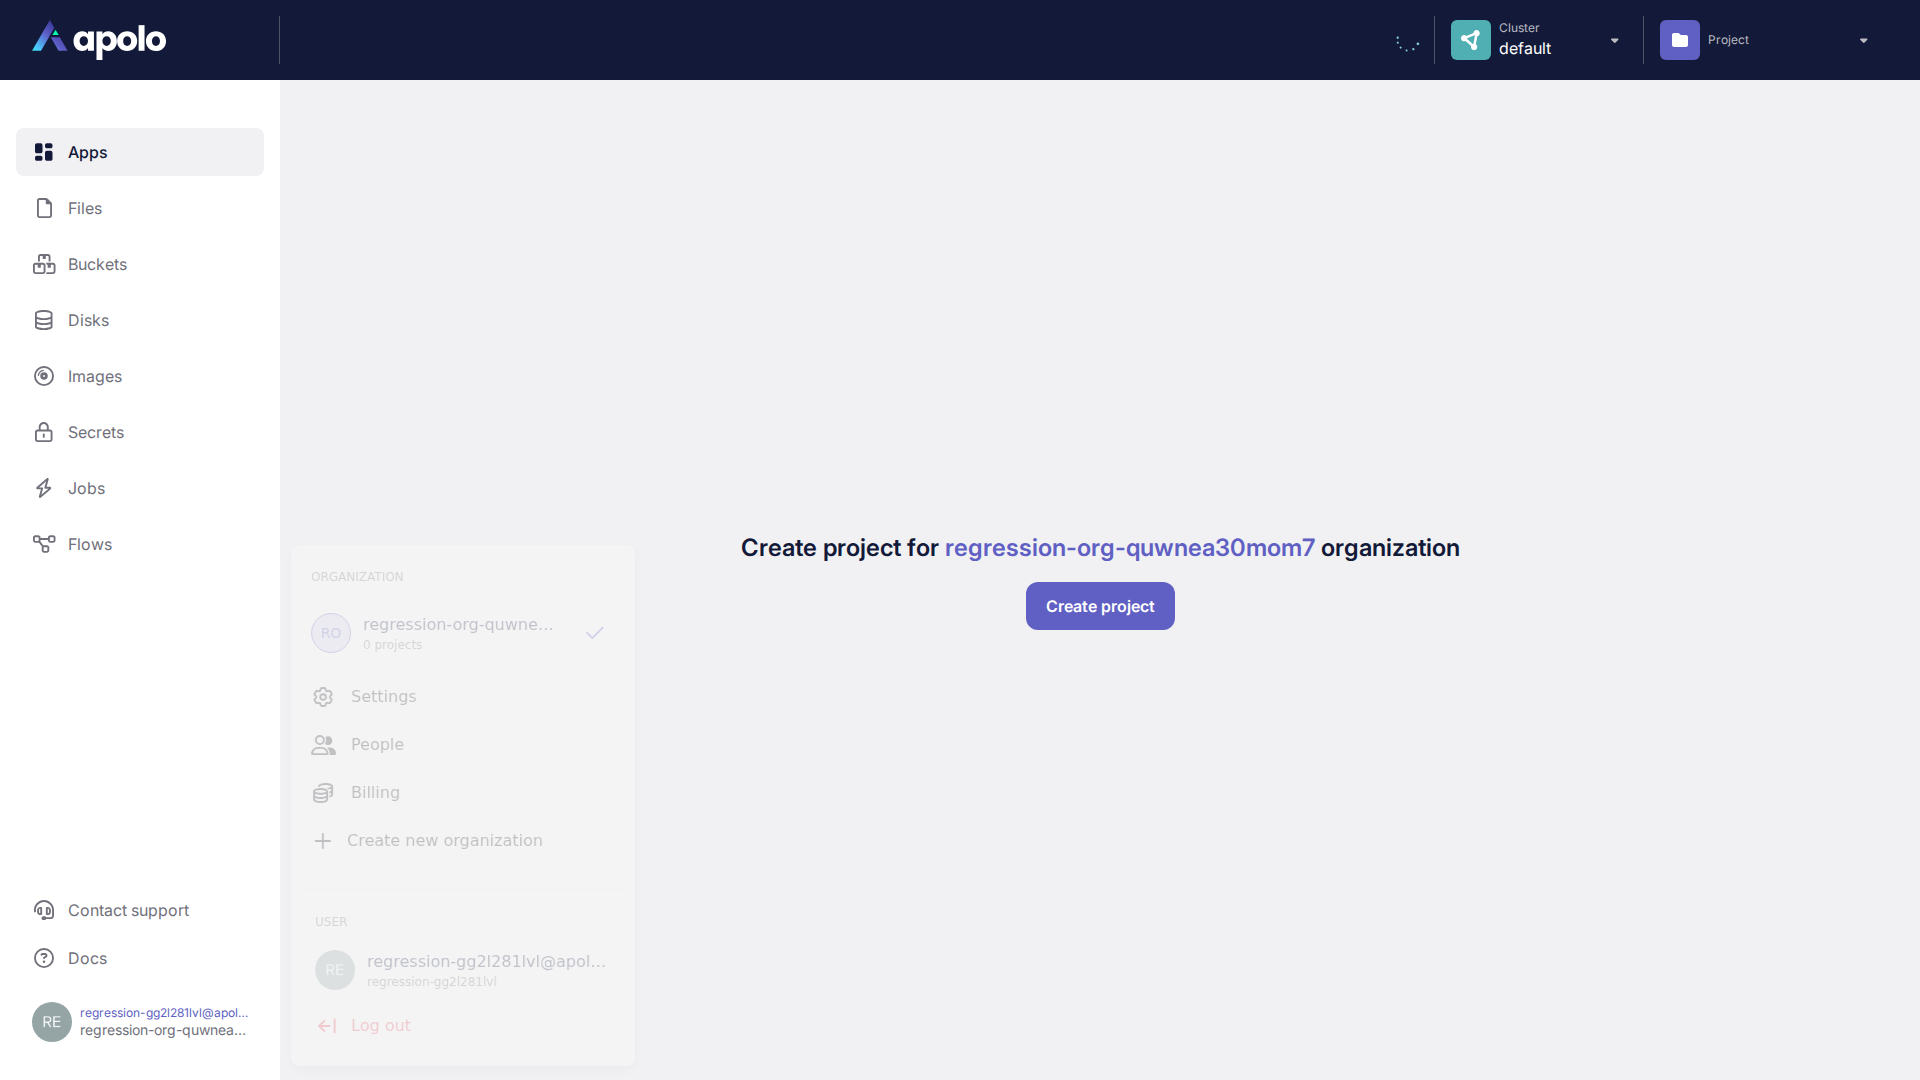 apolo
Cluster
default
Project
Apps
Files
Buckets
Disks
Images
Secrets
Jobs
Flows
Contact support
Docs
RE
regression-gg2l281lvl@apol...
regression-org-quwnea...
ORGANIZATION
RO
regression-org-quwne...
0 projects
Settings
People
Billing
Create new organization
USER
RE
regression-gg2l281lvl@apol...
regression-gg2l281lvl
Log out
Create project for regression-org-quwnea30mom7 organization
Create project